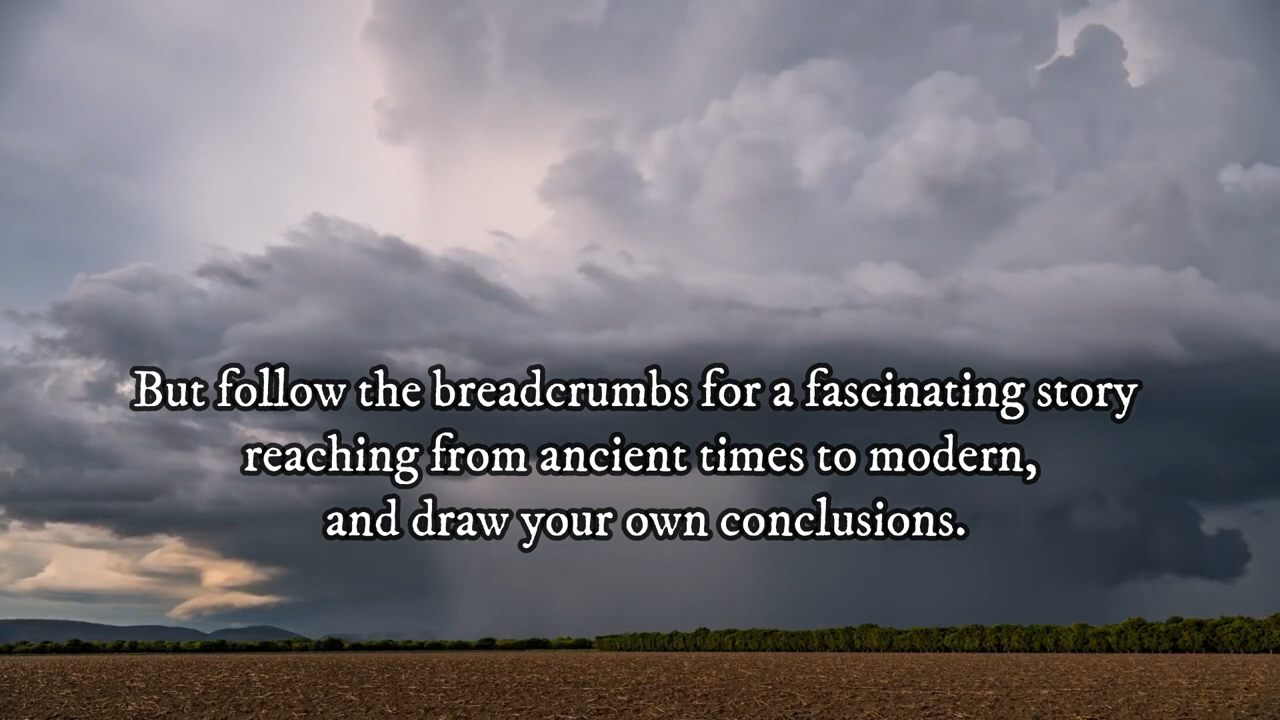 But follow the breadcrumbs for a fascinating story
reaching from ancient times to modern,
and draw your own conclusions.